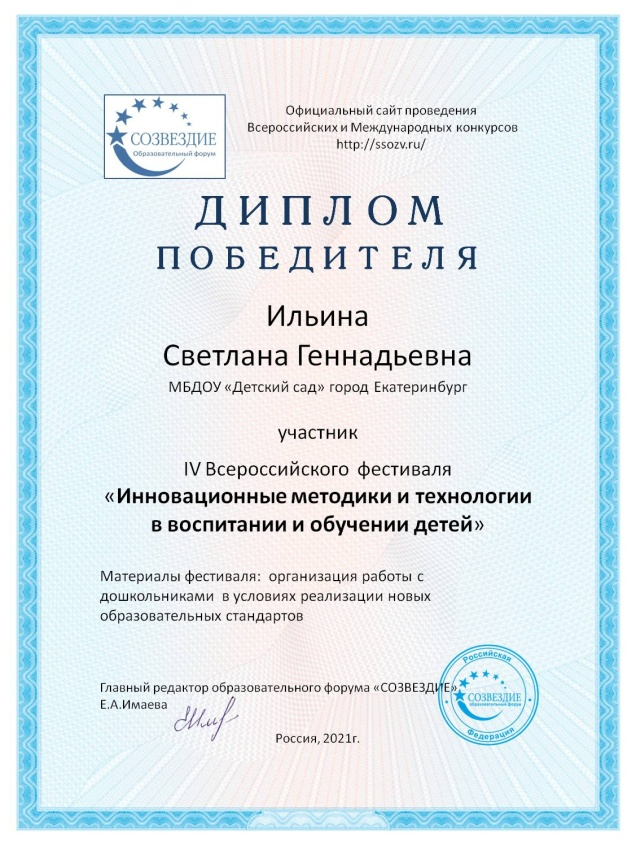 СОЗВЕЗДИЕ
Образовательный форум
Официальный сайт проведения
Всероссийских и Международных конкурсов
http://ssozv.ru/
ДИПЛОМ
ПОБЕДИТЕЛЯ
Ильина
Светлана Геннадьевна
МБДОУ «Детский сад» город Екатеринбург
участник
IV Всероссийского фестиваля
«Инновационные методики и технологии
в воспитании и обучении детей»
Материалы фестиваля: организация работы с
дошкольниками в условиях реализации новых
образовательных стандартов
Главный редактор образовательного форума «СОЗВЕЗДИЕ»
Е.А.Имаева
Российская
СОЗВЕЗДИЕ
образовательный форум
Федерация
Россия, 2021г.